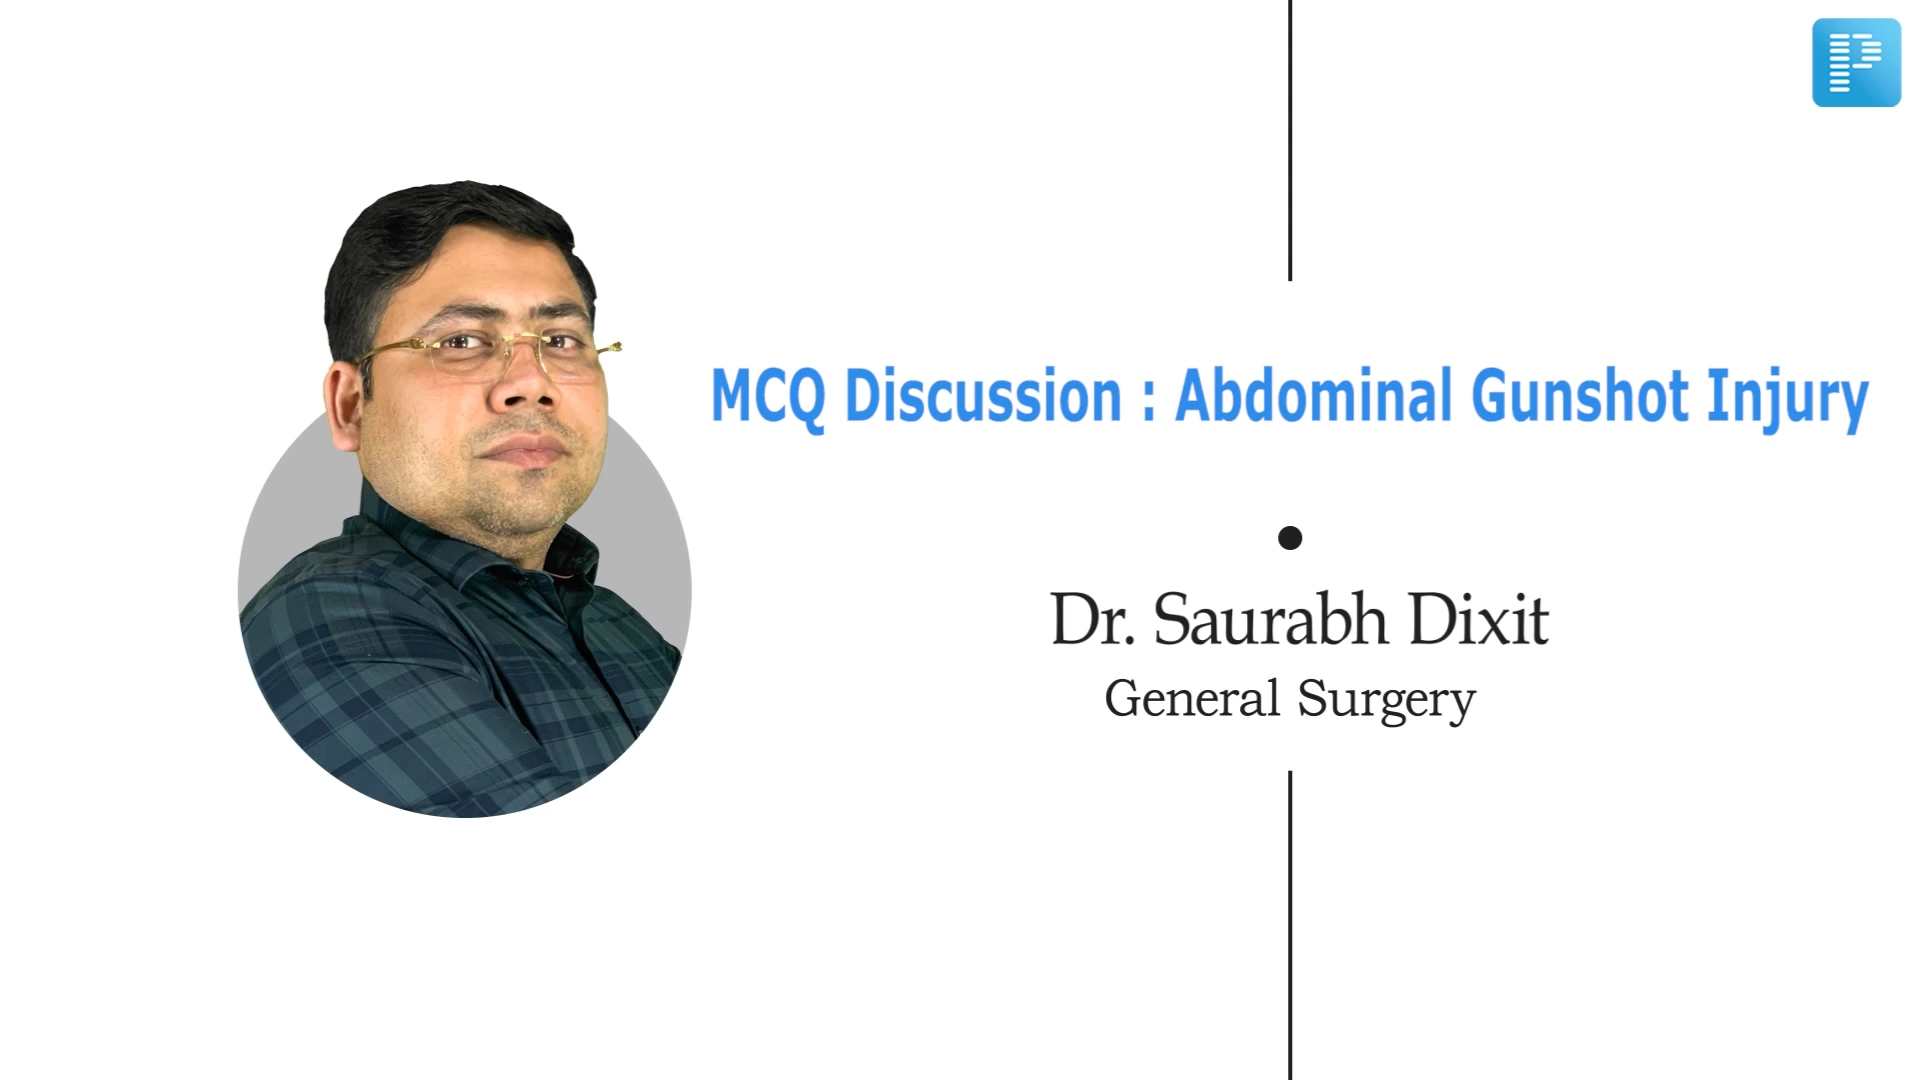 MCQ Discussion : Abdominal Gunshot Injury
Dr. Saurabh Dixit
General Surgery